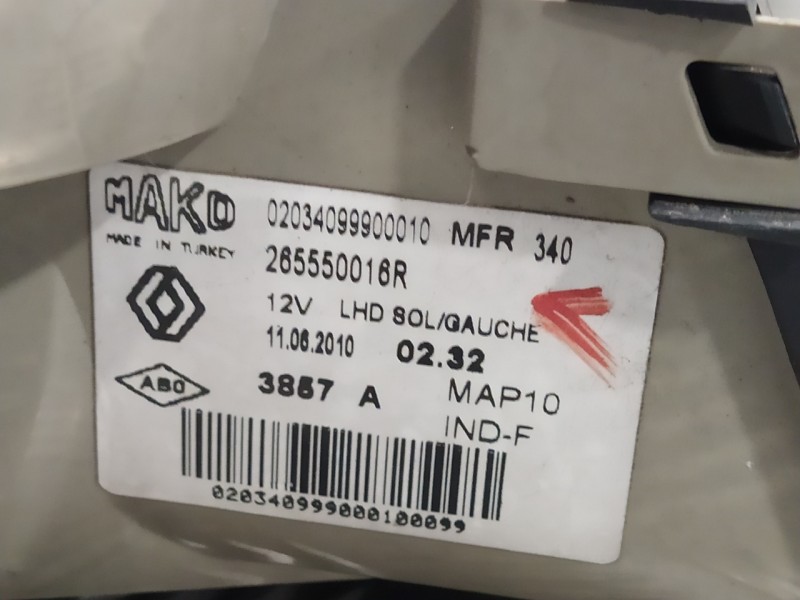 MAKO 02034099900010 MFR 340
MADE IN TURKEY 265550016R
12V LHD SOL/GAUCHE
11.06.2010 02.32
ABO 3867 A MAP10
IND-F
020340999000100099